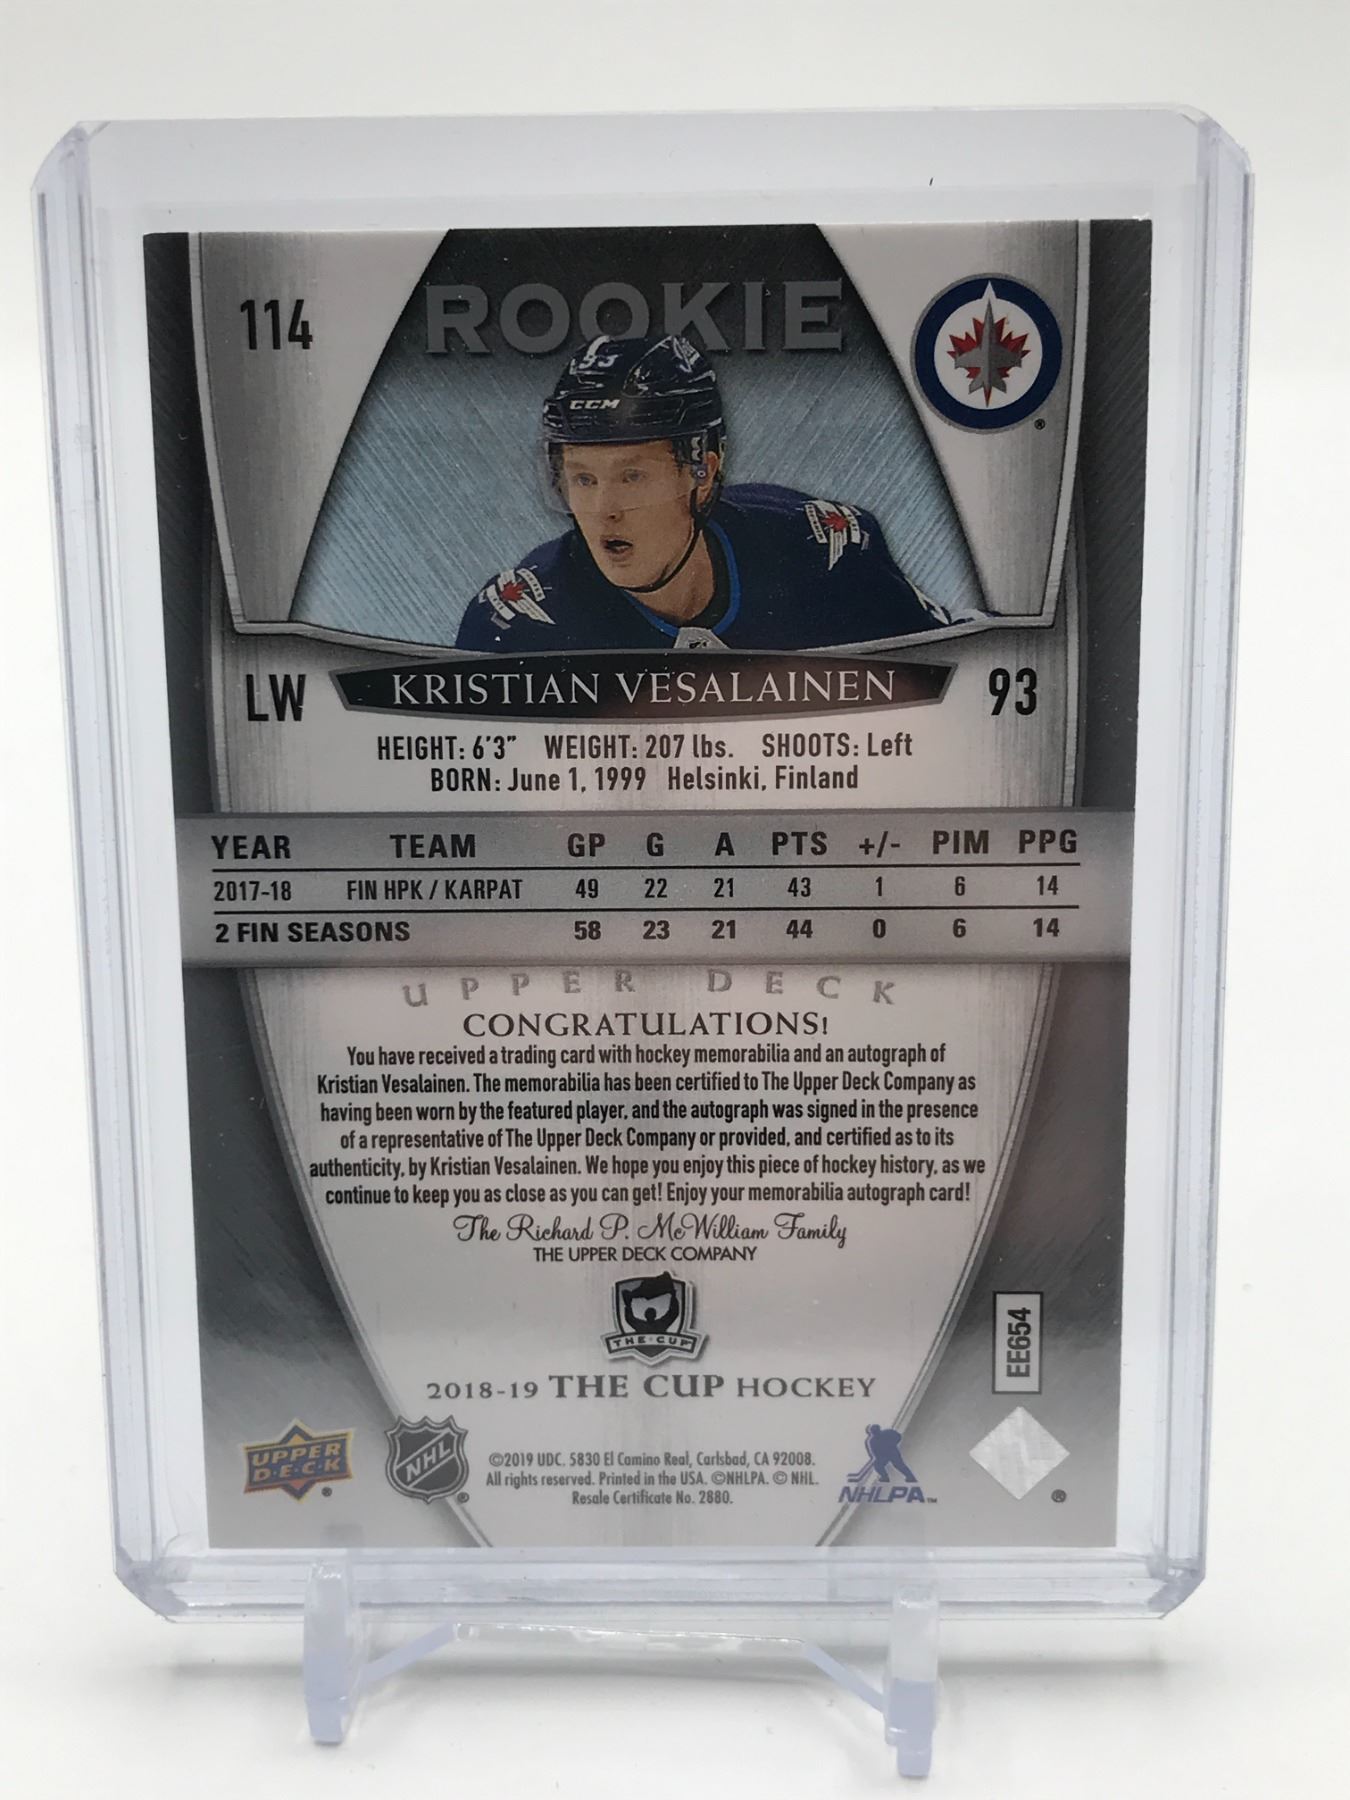 114
ROOKIE
93
CCM
®
LW
KRISTIAN VESALAINEN
93
HEIGHT: 6'3" WEIGHT: 207 lbs. SHOOTS: Left
BORN: June 1, 1999 Helsinki, Finland
YEAR TEAM GP G A PTS +/- PIM PPG
2017-18 FIN HPK / KARPAT 49 22 21 43 1 6 14
2 FIN SEASONS 58 23 21 44 0 6 14
UPPER DECK
CONGRATULATIONS!
You have received a trading card with hockey memorabilia and an autograph of
Kristian Vesalainen. The memorabilia has been certified to The Upper Deck Company as
having been worn by the featured player, and the autograph was signed in the presence
of a representative of The Upper Deck Company or provided, and certified as to its
authenticity, by Kristian Vesalainen. We hope you enjoy this piece of hockey history, as we
continue to keep you as close as you can get! Enjoy your memorabilia autograph card!
The Richard P. McWilliam Family
THE UPPER DECK COMPANY
THE·CUP
EE654
2018-19 THE CUP HOCKEY
UPPER
D·E·C·K
®
NHL
®
©2019 UDC. 5830 El Camino Real, Carlsbad, CA 92008.
All rights reserved. Printed in the USA. ©NHLPA. © NHL.
Resale Certificate No. 2880.
NHLPA™
®